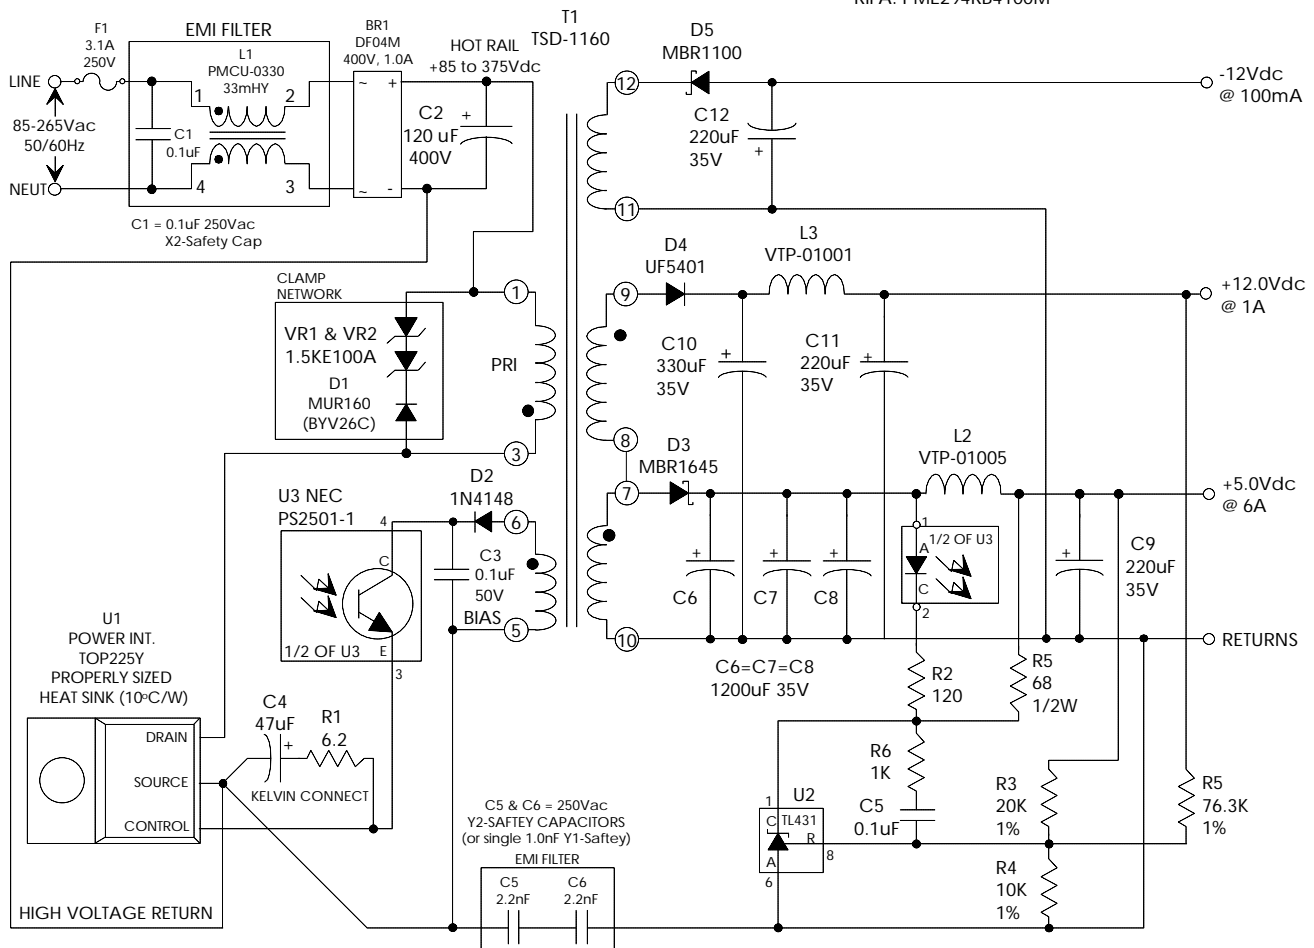 F1
3.1A
250V
EMI FILTER
L1
PMCU-0330
33mHY
BR1
DF04M
400V, 1.0A
HOT RAIL
+85 to 375Vdc
T1
TSD-1160
D5
MBR1100
-12Vdc
@ 100mA
LINE
85-265Vac
50/60Hz
NEUT
1
2
C1
0.1uF
4
3
~
+
~
-
+
C2
120 uF
400V
12
C12
220uF
35V
+
11
C1 = 0.1uF 250Vac
X2-Safety Cap
CLAMP
NETWORK
VR1 & VR2
1.5KE100A
D1
MUR160
(BYV26C)
1
PRI
3
9
D4
UF5401
L3
VTP-01001
+12.0Vdc
@ 1A
C10
330uF
35V
+
C11
220uF
35V
+
8
7
D3
MBR1645
L2
VTP-01005
+5.0Vdc
@ 6A
U3 NEC
PS2501-1
4
C
E
3
1/2 OF U3
D2
1N4148
6
C3
0.1uF
50V
BIAS
5
+
C6
+
C7
+
C8
1
A
1/2 OF U3
C
2
+
C9
220uF
35V
10
RETURNS
C6=C7=C8
1200uF 35V
R2
120
R5
68
1/2W
U1
POWER INT.
TOP225Y
PROPERLY SIZED
HEAT SINK (10oC/W)
DRAIN
SOURCE
CONTROL
C4
47uF
+
R1
6.2
KELVIN CONNECT
R6
1K
C5
0.1uF
U2
1
C
TL431
R
8
A
6
R3
20K
1%
R5
76.3K
1%
R4
10K
1%
C5 & C6 = 250Vac
Y2-SAFTEY CAPACITORS
(or single 1.0nF Y1-Saftey)
EMI FILTER
C5
2.2nF
C6
2.2nF
HIGH VOLTAGE RETURN